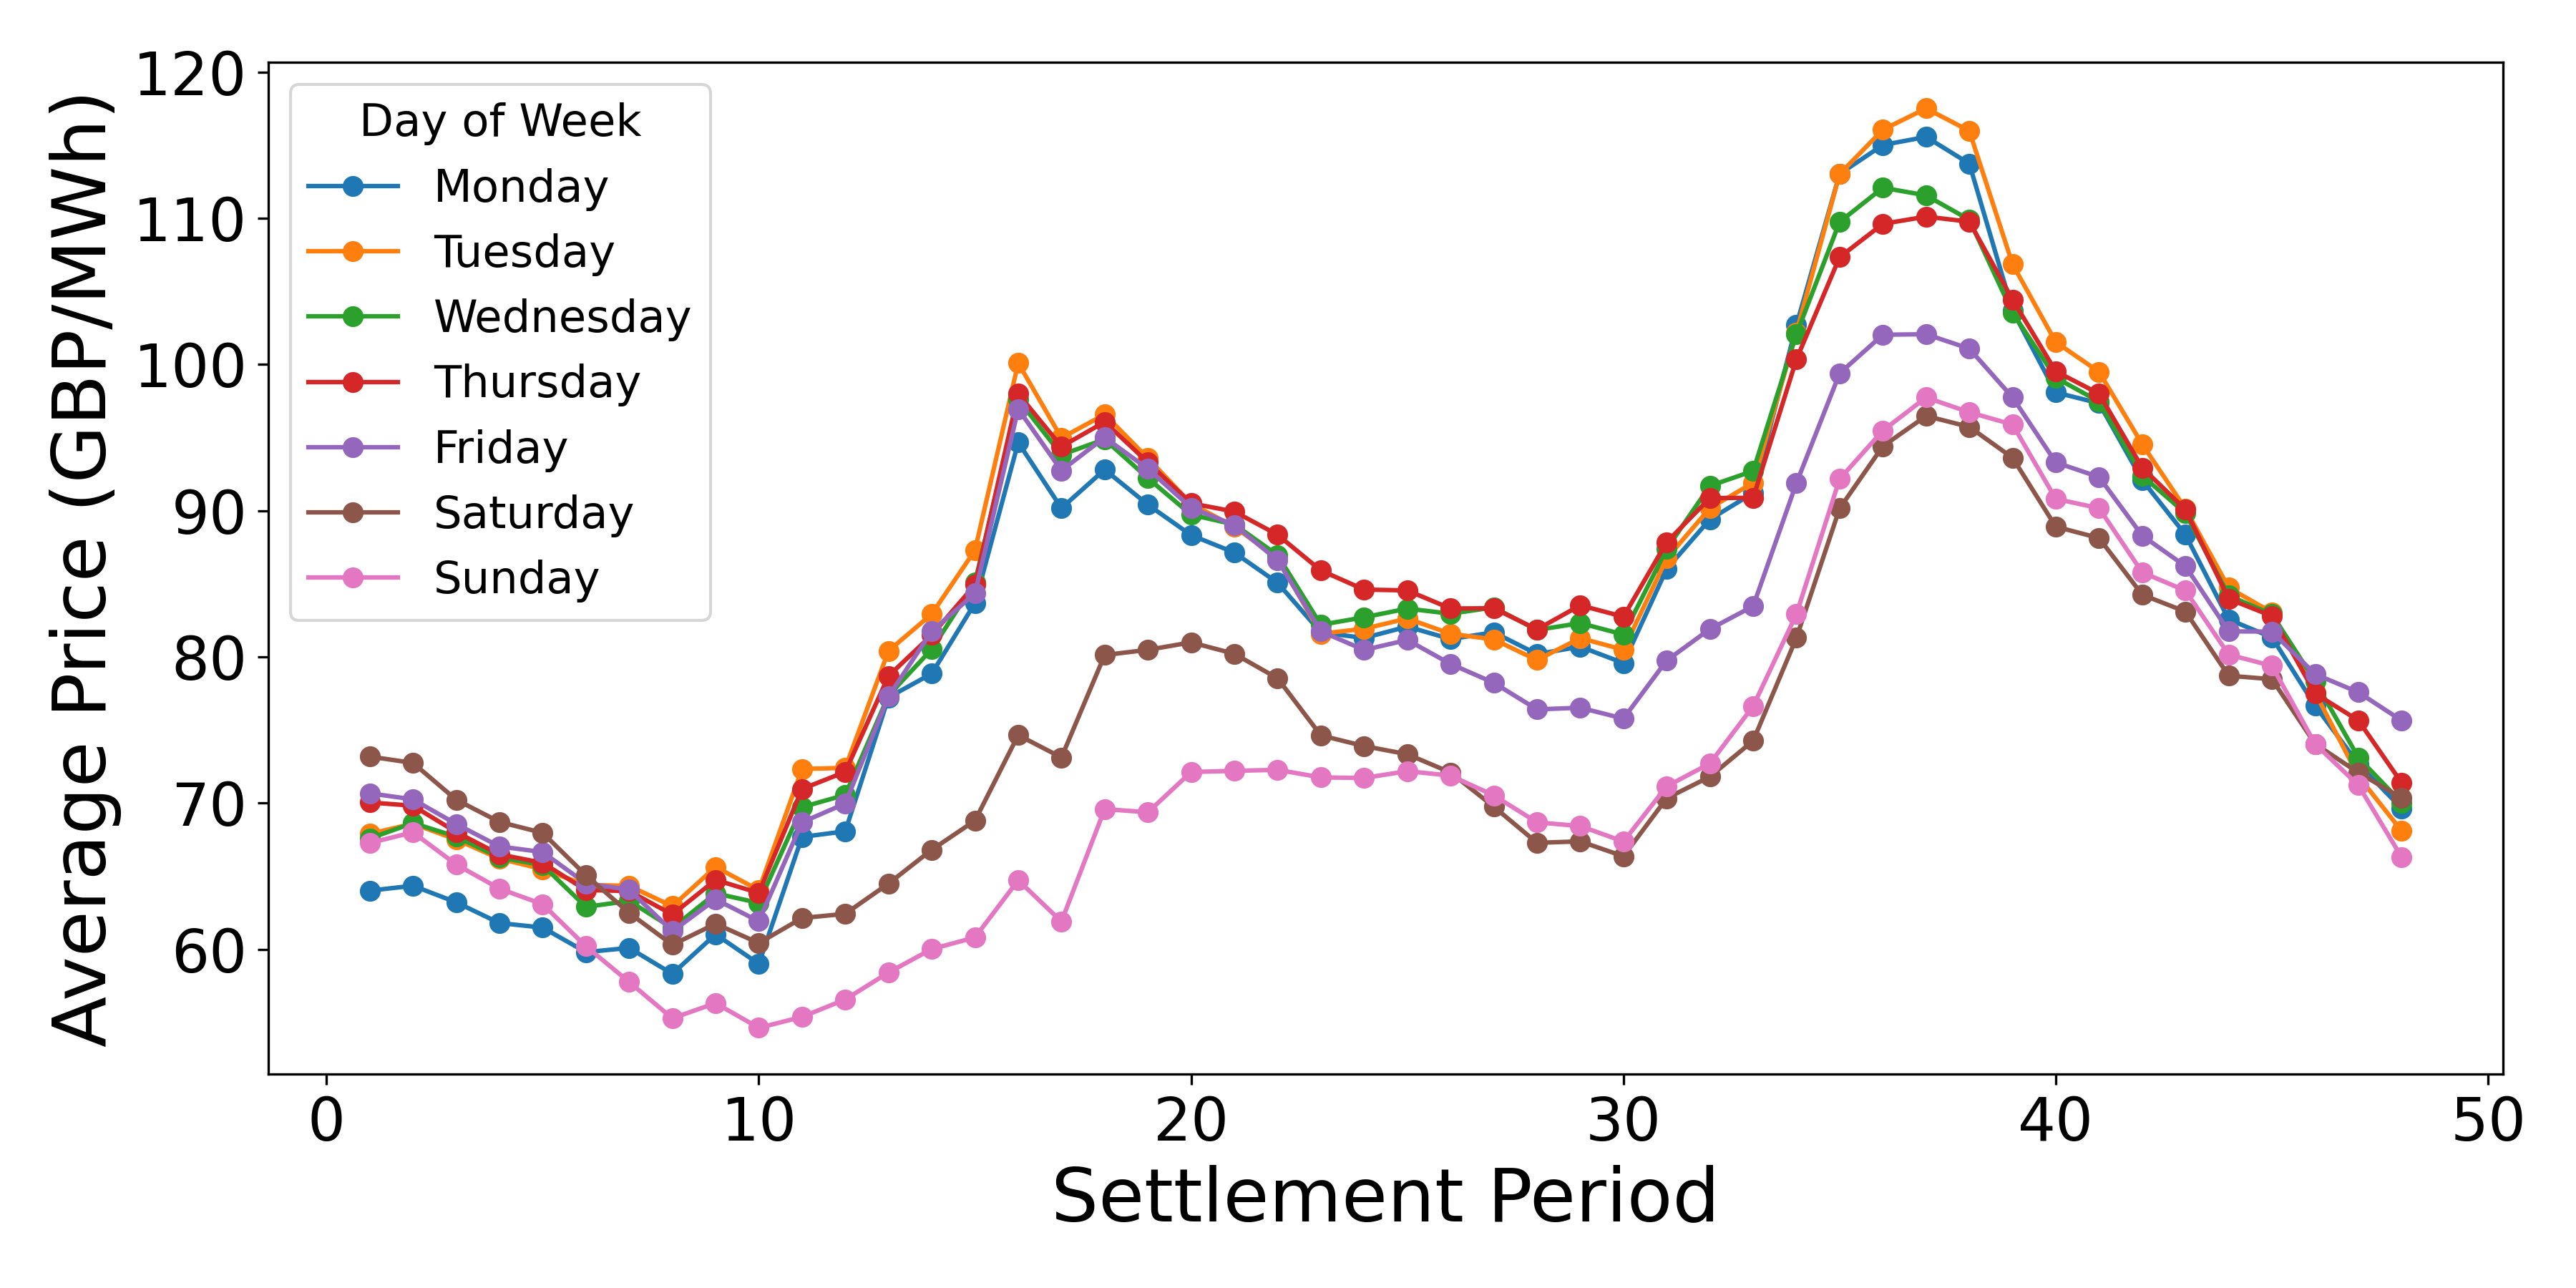 120
110
100
90
80
70
60
Average Price (GBP/MWh)
Day of Week
Monday
Tuesday
Wednesday
Thursday
Friday
Saturday
Sunday
0 10 20 30 40 50
Settlement Period